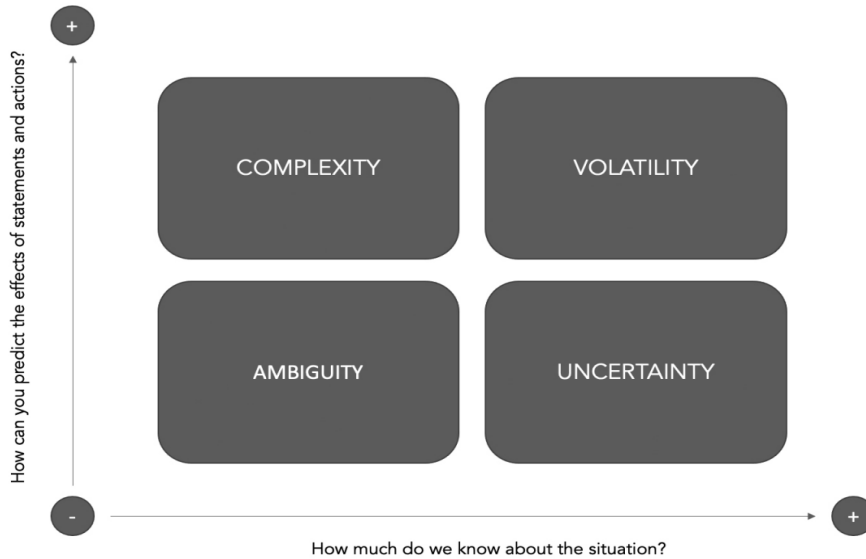 +
How can you predict the effects of statements and actions?
COMPLEXITY
VOLATILITY
AMBIGUITY
UNCERTAINTY
-
+
How much do we know about the situation?